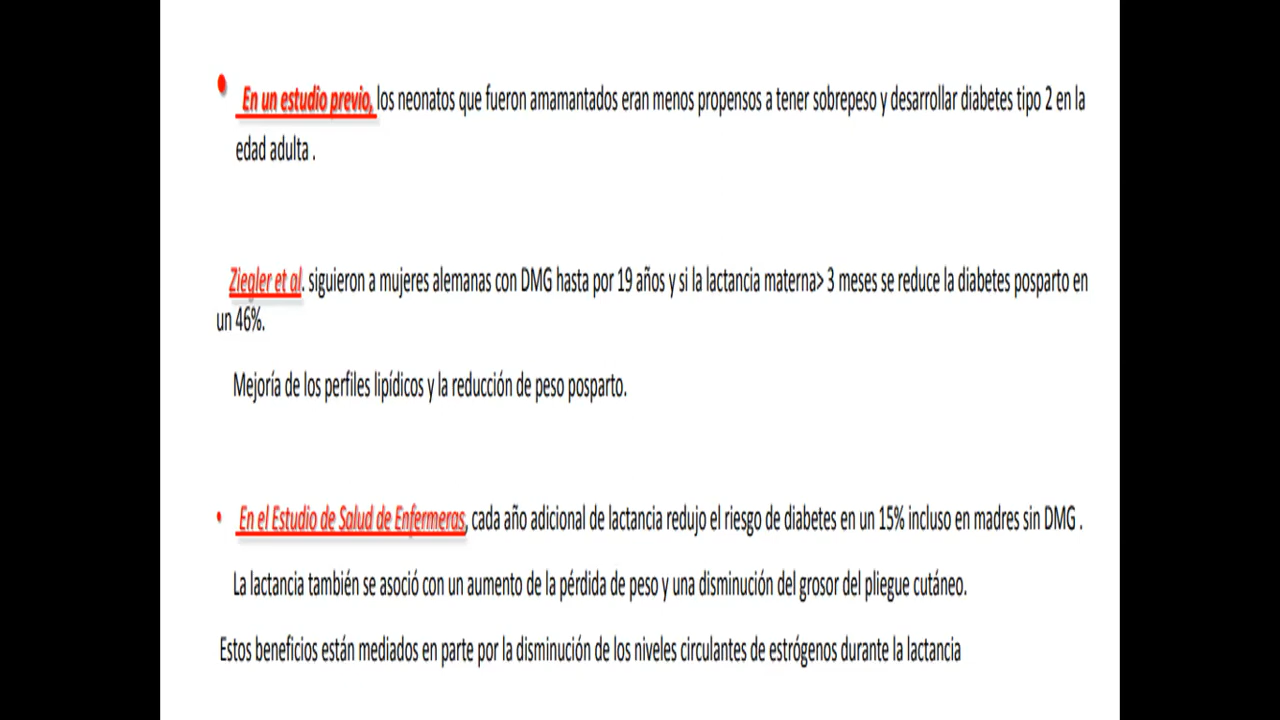 • En un estudio previo, los neonatos que fueron amamantados eran menos propensos a tener sobrepeso y desarrollar diabetes tipo 2 en la
edad adulta .
Ziegler et al. siguieron a mujeres alemanas con DMG hasta por 19 años y si la lactancia materna> 3 meses se reduce la diabetes posparto en
un 46%.
Mejoría de los perfiles lipídicos y la reducción de peso posparto.
• En el Estudio de Salud de Enfermeras, cada año adicional de lactancia redujo el riesgo de diabetes en un 15% incluso en madres sin DMG .
La lactancia también se asoció con un aumento de la pérdida de peso y una disminución del grosor del pliegue cutáneo.
Estos beneficios están mediados en parte por la disminución de los niveles circulantes de estrógenos durante la lactancia